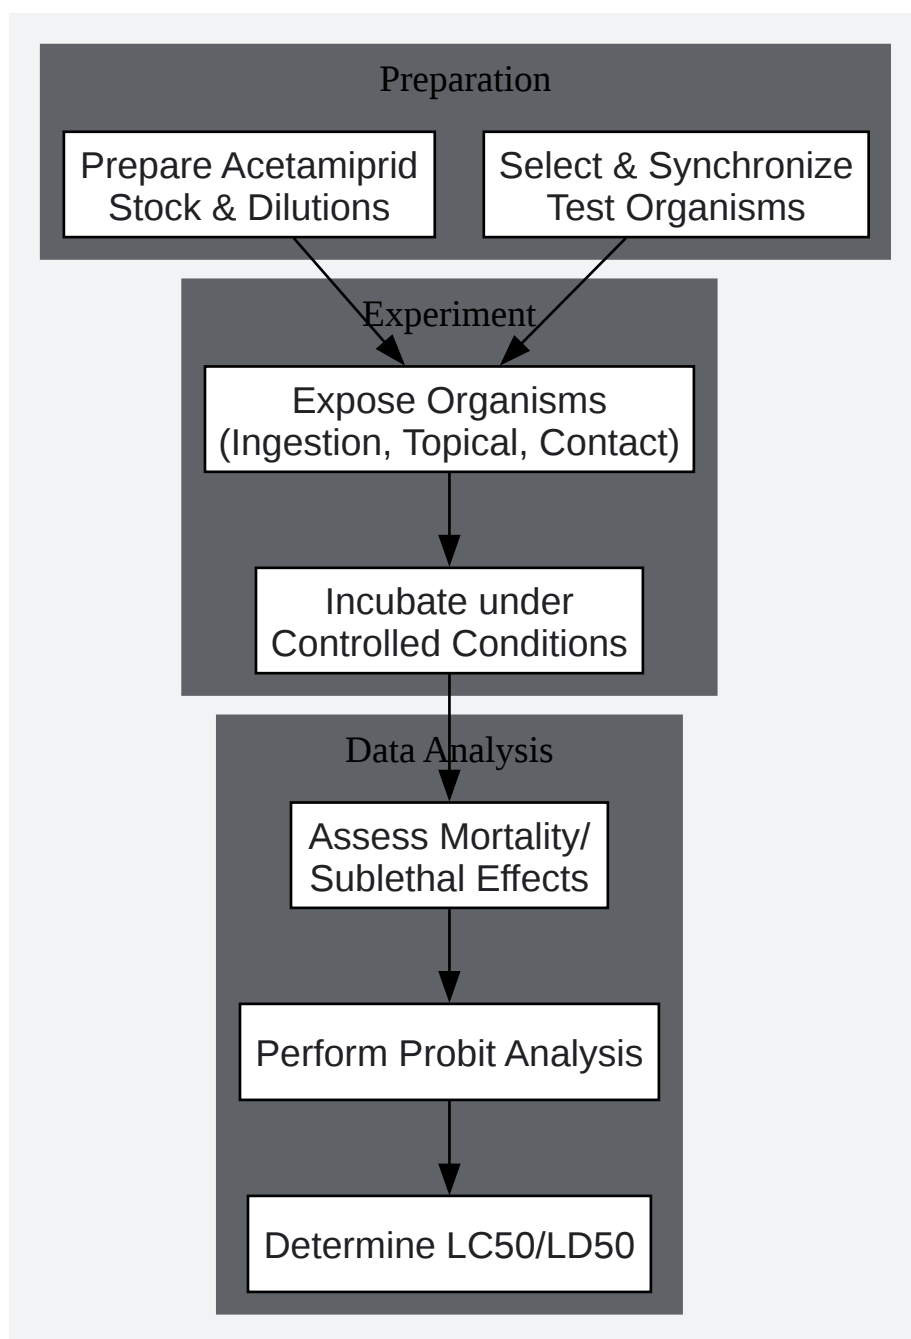 Preparation
Prepare Acetamiprid
Stock & Dilutions
Select & Synchronize
Test Organisms
Experiment
Expose Organisms
(Ingestion, Topical, Contact)
Incubate under
Controlled Conditions
Data Analysis
Assess Mortality/
Sublethal Effects
Perform Probit Analysis
Determine LC50/LD50